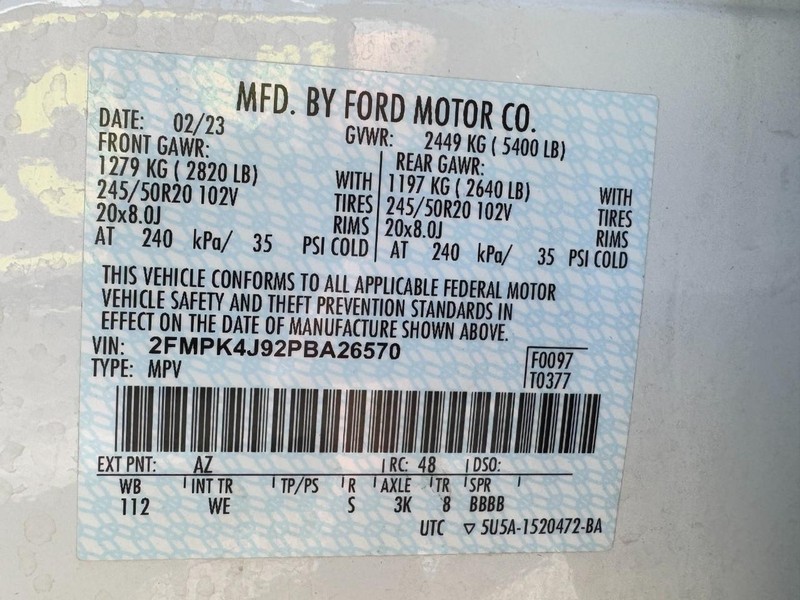 MFD. BY FORD MOTOR CO.
DATE: 02/23 GVWR: 2449 KG ( 5400 LB)
FRONT GAWR: REAR GAWR:
1279 KG ( 2820 LB) WITH 1197 KG ( 2640 LB) WITH
245/50R20 102V TIRES 245/50R20 102V TIRES
20x8.0J RIMS 20x8.0J RIMS
AT 240 kPa/ 35 PSI COLD AT 240 kPa/ 35 PSI COLD
THIS VEHICLE CONFORMS TO ALL APPLICABLE FEDERAL MOTOR
VEHICLE SAFETY AND THEFT PREVENTION STANDARDS IN
EFFECT ON THE DATE OF MANUFACTURE SHOWN ABOVE.
VIN: 2FMPK4J92PBA26570 F0097
TYPE: MPV T0377
EXT PNT: AZ RC: 48 DSO:
WB INT TR TP/PS R AXLE TR SPR
112 WE S 3K 8 BBBB
UTC ▽ 5U5A-1520472-BA